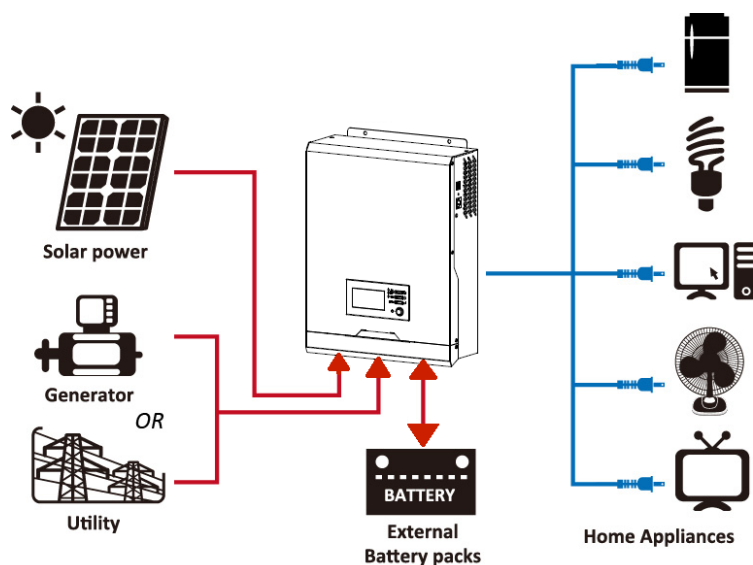 Solar power
Generator
OR
Utility
BATTERY
External
Battery packs
Home Appliances